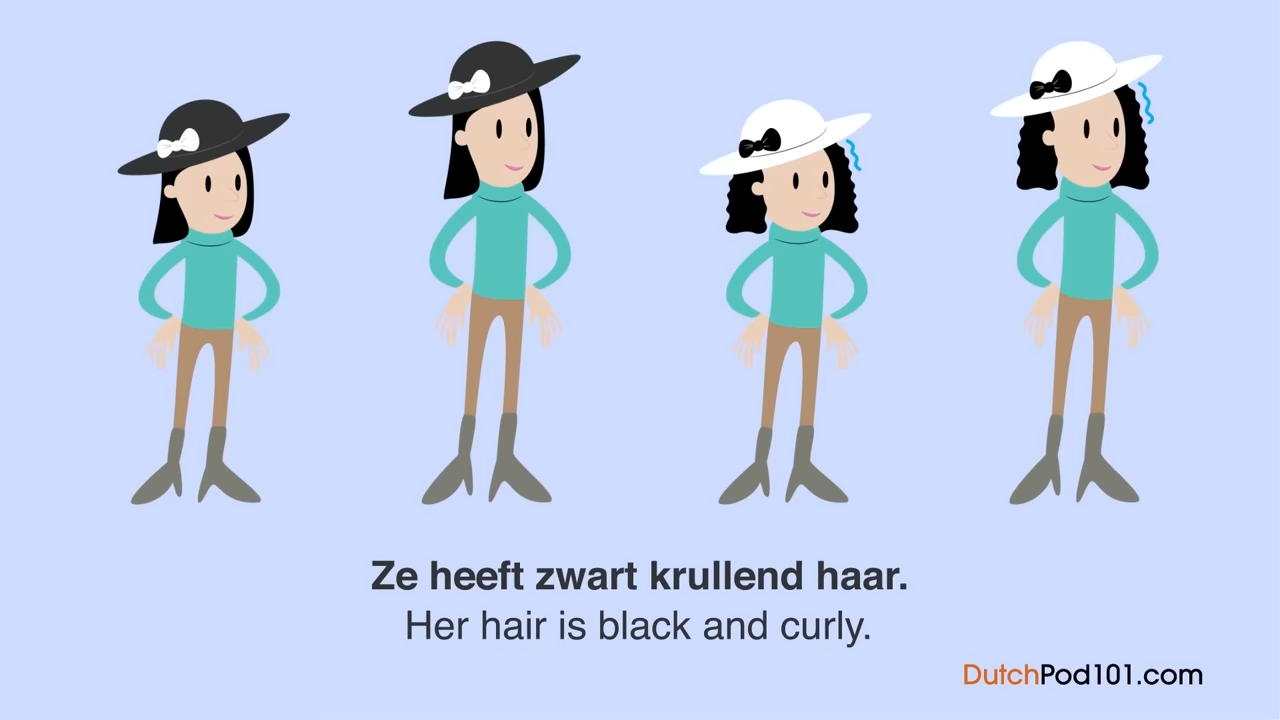 Ze heeft zwart krullend haar.
Her hair is black and curly.
DutchPod101.com